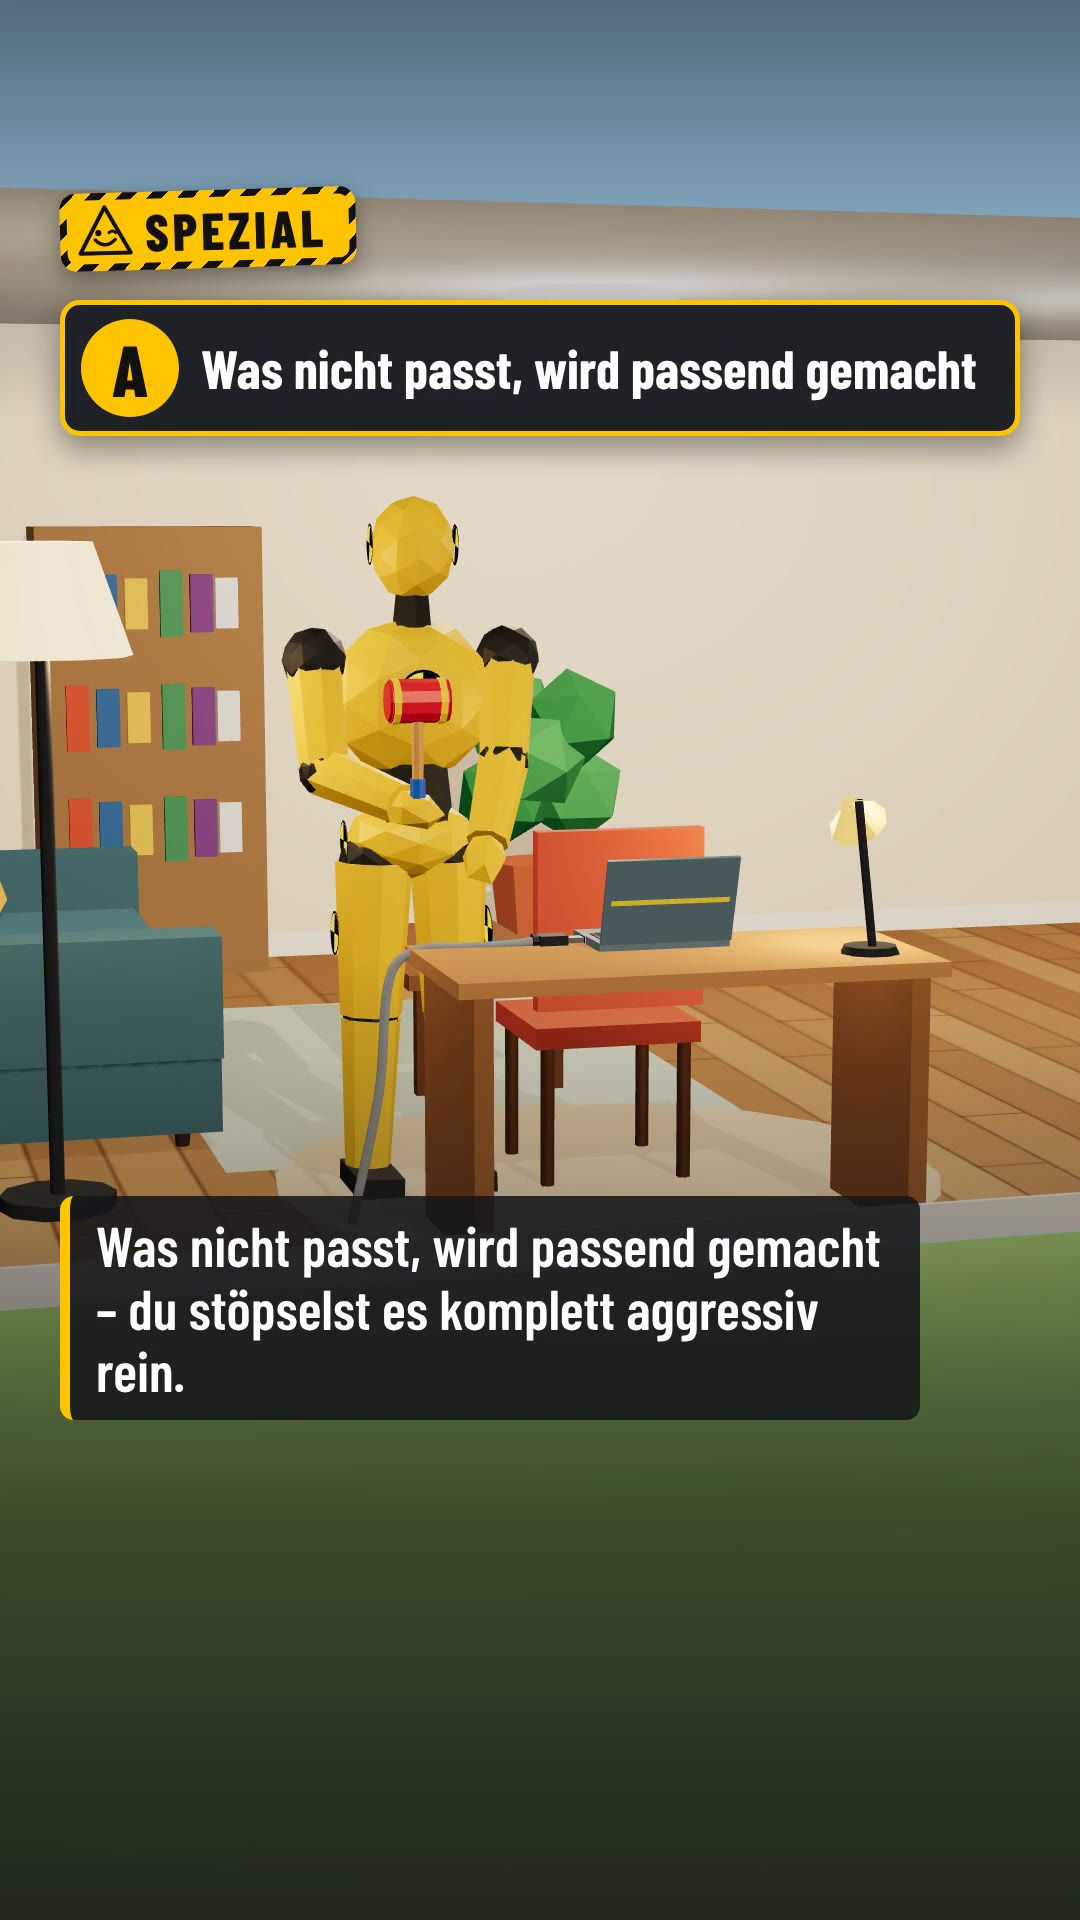 SPEZIAL
A Was nicht passt, wird passend gemacht
Was nicht passt, wird passend gemacht
– du stöpselst es komplett aggressiv
rein.